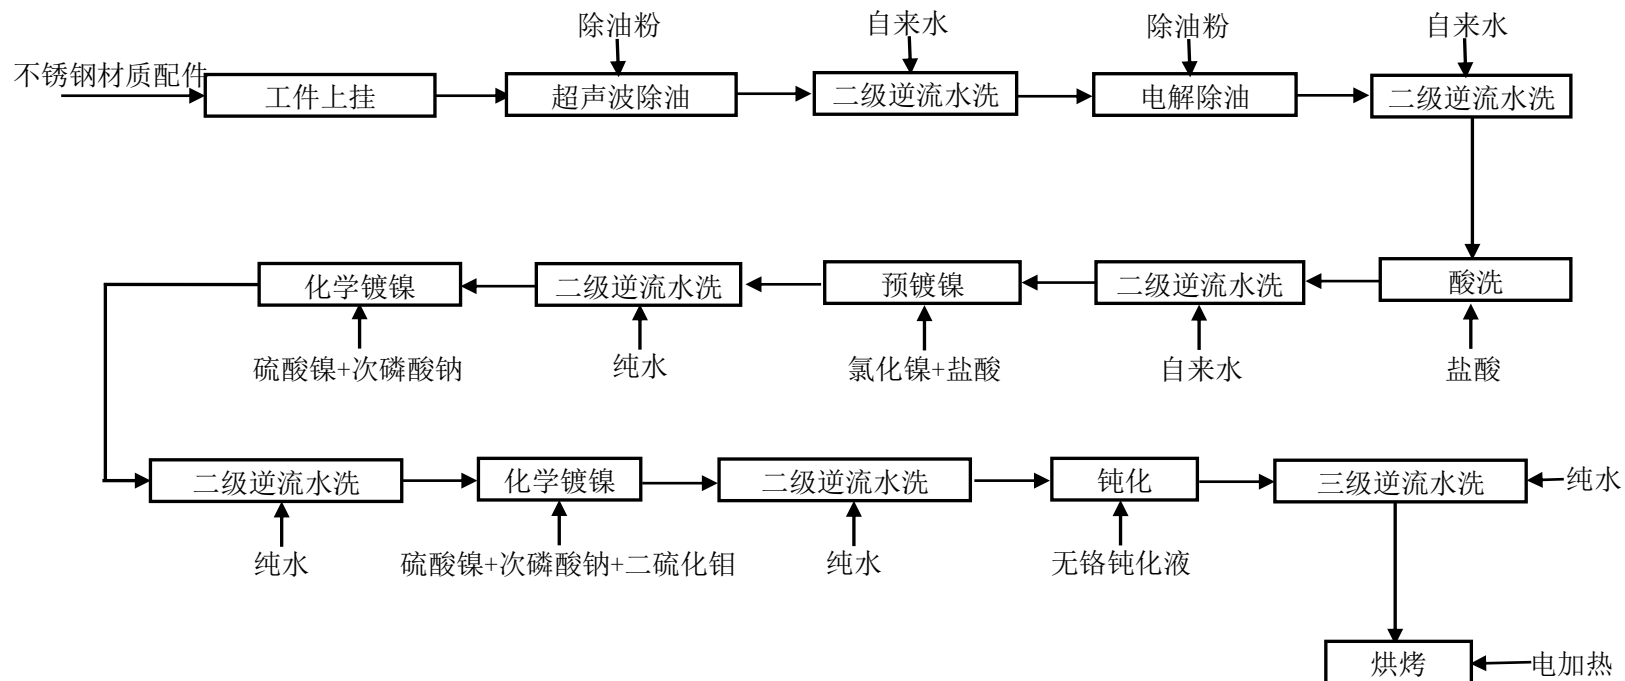 除油粉
自来水
除油粉
自来水
不锈钢材质配件
工件上挂
超声波除油
二级逆流水洗
电解除油
二级逆流水洗
化学镀镍
二级逆流水洗
预镀镍
二级逆流水洗
酸洗
硫酸镍+次磷酸钠
纯水
氯化镍+盐酸
自来水
盐酸
二级逆流水洗
化学镀镍
二级逆流水洗
钝化
三级逆流水洗
纯水
纯水
硫酸镍+次磷酸钠+二硫化钼
纯水
无铬钝化液
烘烤
电加热